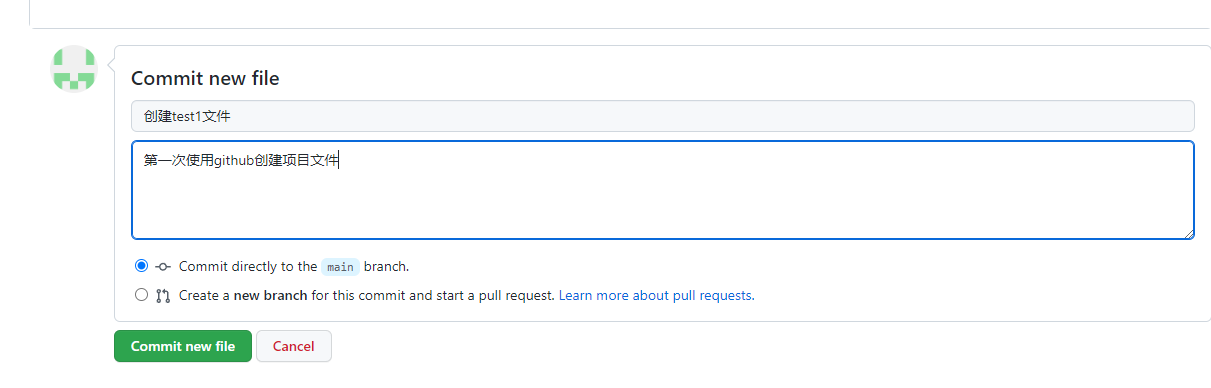 Commit new file
创建test1文件
第一次使用github创建项目文件
Commit directly to the main branch.
Create a new branch for this commit and start a pull request. Learn more about pull requests.
Commit new file Cancel